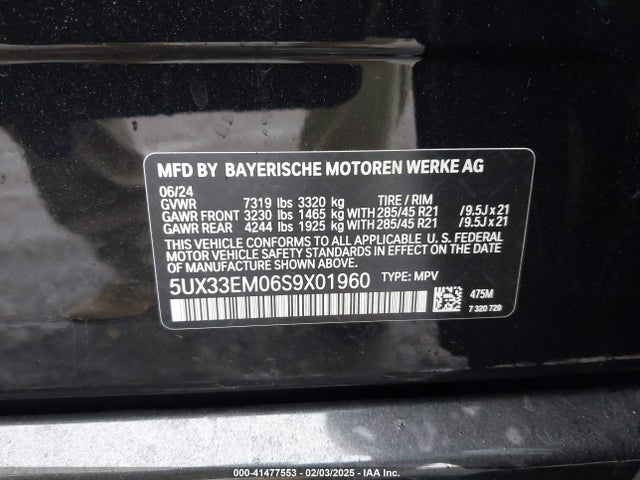 MFD BY BAYERISCHE MOTOREN WERKE AG
06/24
GVWR 7319 lbs 3320 kg TIRE / RIM
GAWR FRONT 3230 lbs 1465 kg WITH 285/45 R21 /9.5J x 21
GAWR REAR 4244 lbs 1925 kg WITH 285/45 R21 /9.5J x 21
THIS VEHICLE CONFORMS TO ALL APPLICABLE U. S. FEDERAL
MOTOR VEHICLE SAFETY STANDARDS IN EFFECT ON THE DATE OF
MANUFACTURE SHOWN ABOVE.
5UX33EM06S9X01960 TYPE: MPV
475M
7 320 729
000-41477553 - 02/03/2025 - IAA Inc.